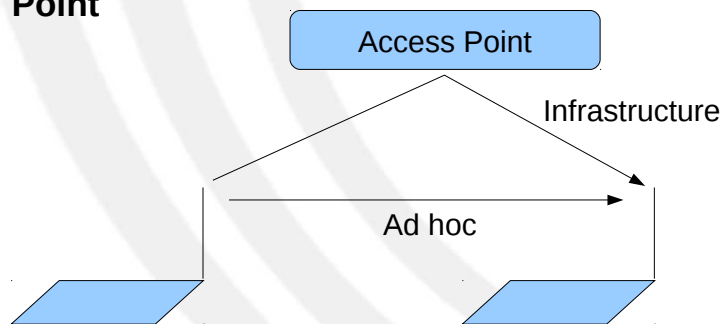 Point
Access Point
Infrastructure
Ad hoc